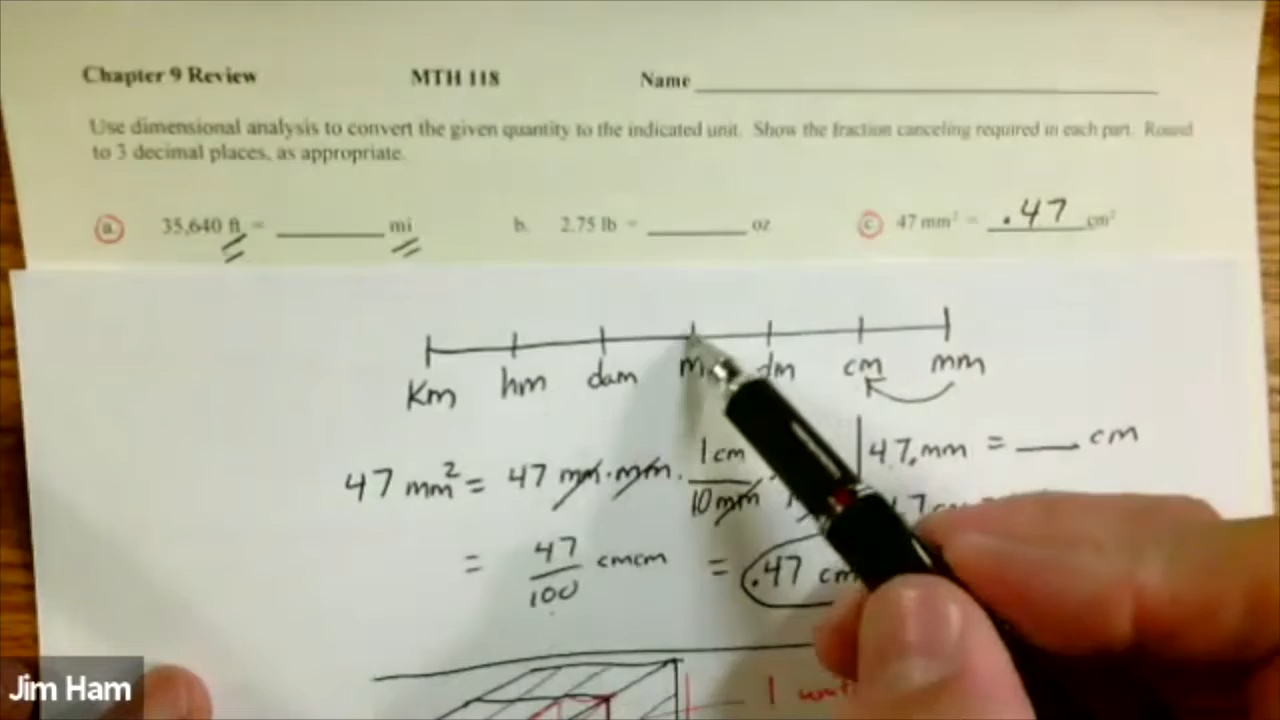 Chapter 9 Review MTH 118 Name
Use dimensional analysis to convert the given quantity to the indicated unit. Show the fraction canceling required in each part. Round
to 3 decimal places, as appropriate.
a. 35,640 ft = mi b. 2.75 lb = oz c 47 mm² = .47 cm²
Km hm dam m dm cm mm
47 mm² = 47 mm · mm · 1cm / 10mm
47. mm = ___ cm
= 47/100 cmcm = .47 cm
1 unit
Jim Ham